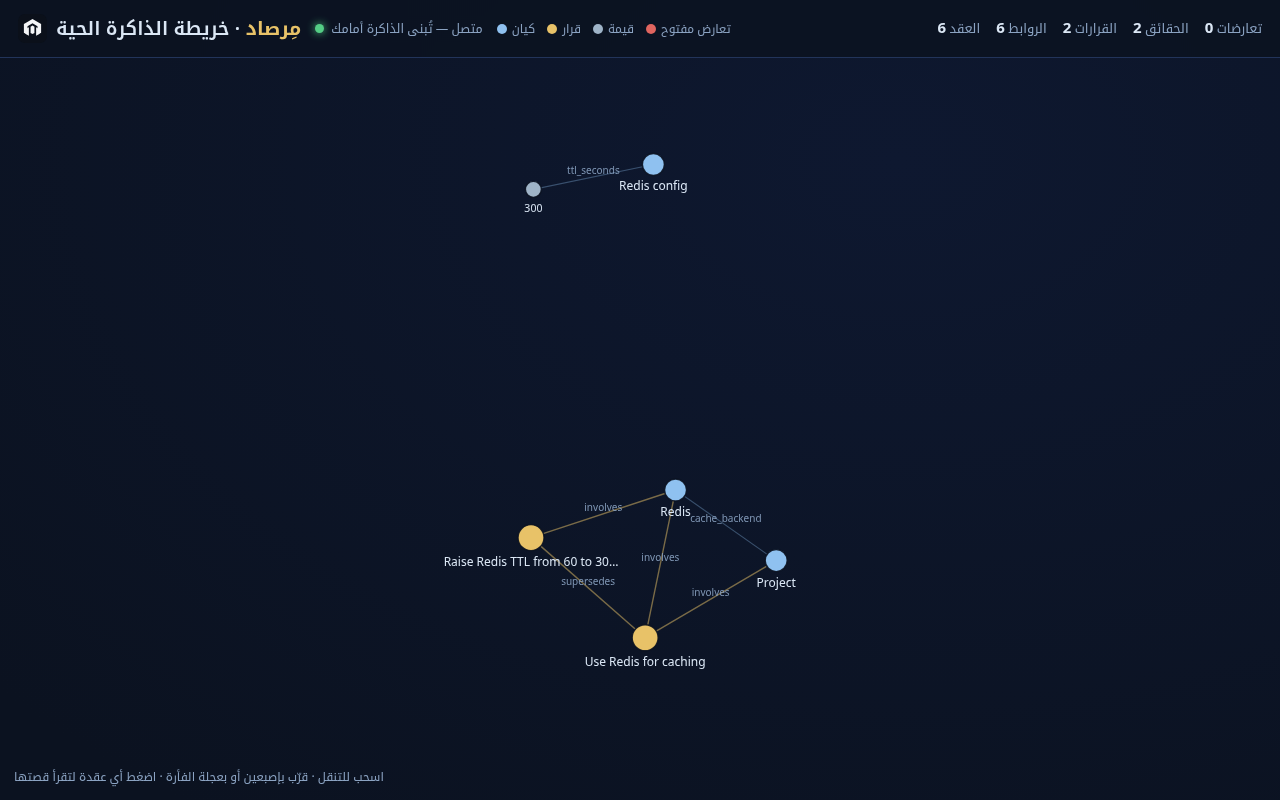 مِرصاد · خريطة الذاكرة الحية
متصل — تُبنى الذاكرة أمامك
كيان
قرار
قيمة
تعارض مفتوح
6 العقد
6 الروابط
2 القرارات
2 الحقائق
0 تعارضات
ttl_seconds
Redis config
300
involves
Redis
cache_backend
Raise Redis TTL from 60 to 30…
involves
supersedes
Project
involves
Use Redis for caching
اسحب للتنقل · قرّب بإصبعين أو بعجلة الفأرة · اضغط أي عقدة لتقرأ قصتها